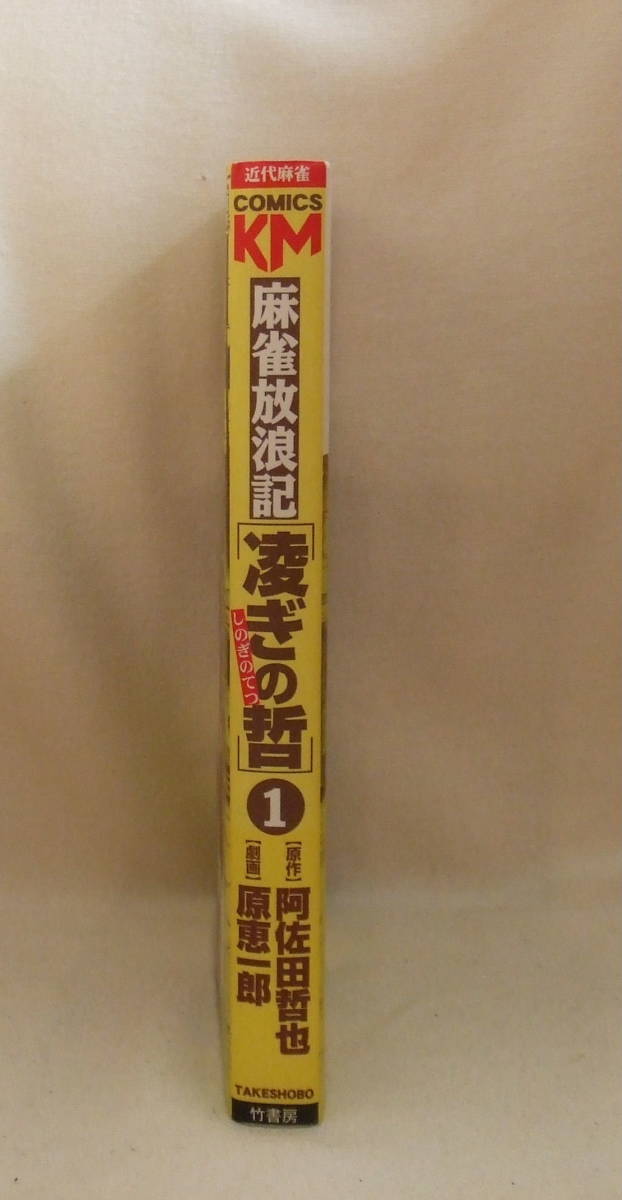 近代麻雀
COMICS
KM
麻雀放浪記
[凌ぎの哲]
しのぎのてつ
1
【原作】阿佐田哲也
【劇画】原恵一郎
TAKESHOBO
竹書房